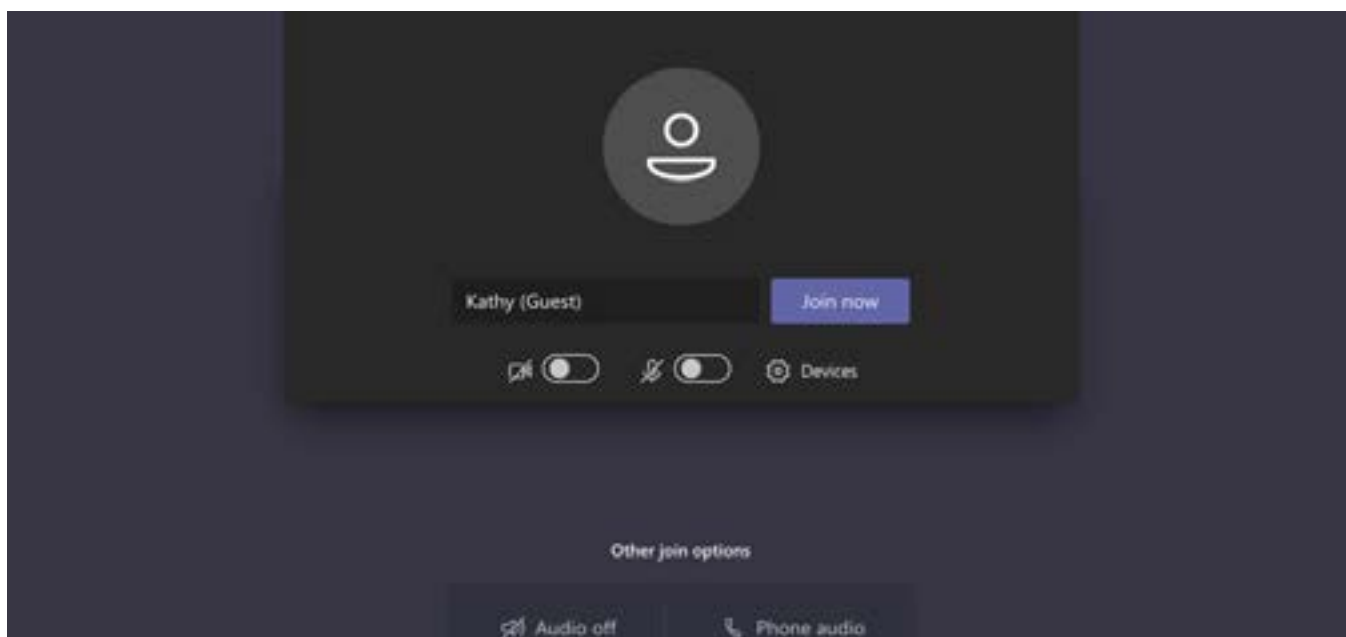 Kathy (Guest) Join now
Devices
Other join options
Audio off Phone audio